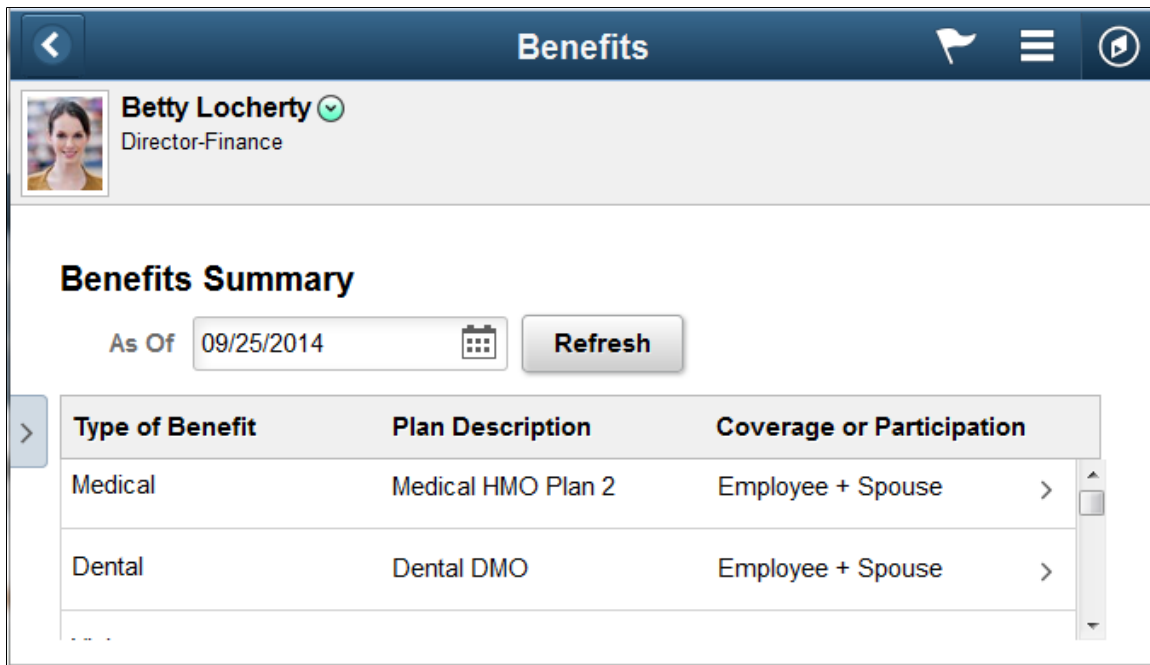 Benefits
Betty Locherty
Director-Finance
Benefits Summary
As Of 09/25/2014 Refresh
Type of Benefit Plan Description Coverage or Participation
Medical Medical HMO Plan 2 Employee + Spouse
Dental Dental DMO Employee + Spouse